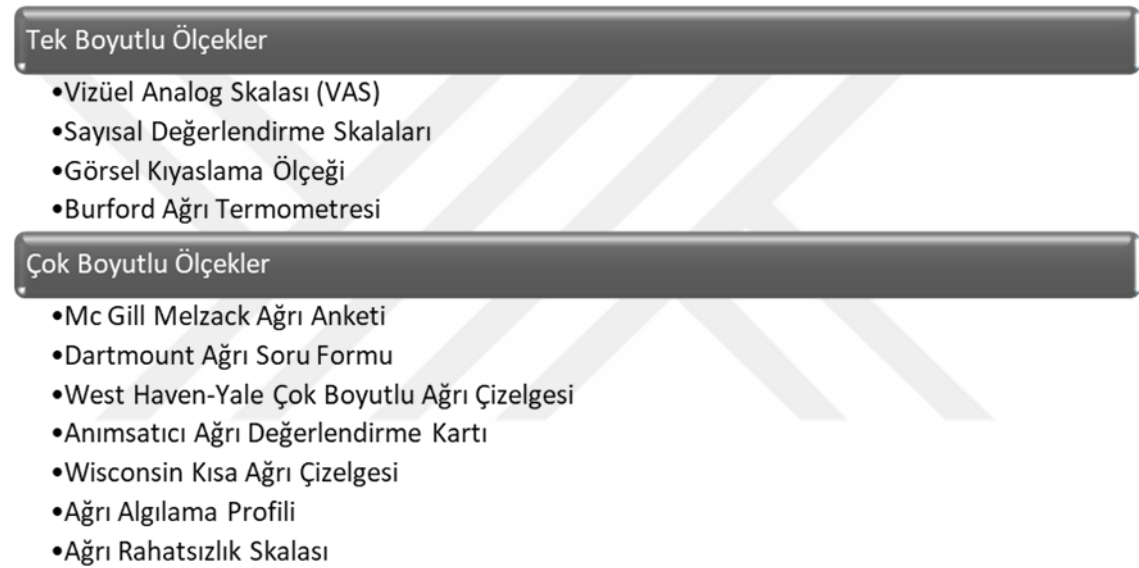 Tek Boyutlu Ölçekler
•Vizüel Analog Skalası (VAS)
•Sayısal Değerlendirme Skalaları
•Görsel Kıyaslama Ölçeği
•Burford Ağrı Termometresi
Çok Boyutlu Ölçekler
•Mc Gill Melzack Ağrı Anketi
•Dartmount Ağrı Soru Formu
•West Haven-Yale Çok Boyutlu Ağrı Çizelgesi
•Anımsatıcı Ağrı Değerlendirme Kartı
•Wisconsin Kısa Ağrı Çizelgesi
•Ağrı Algılama Profili
•Ağrı Rahatsızlık Skalası